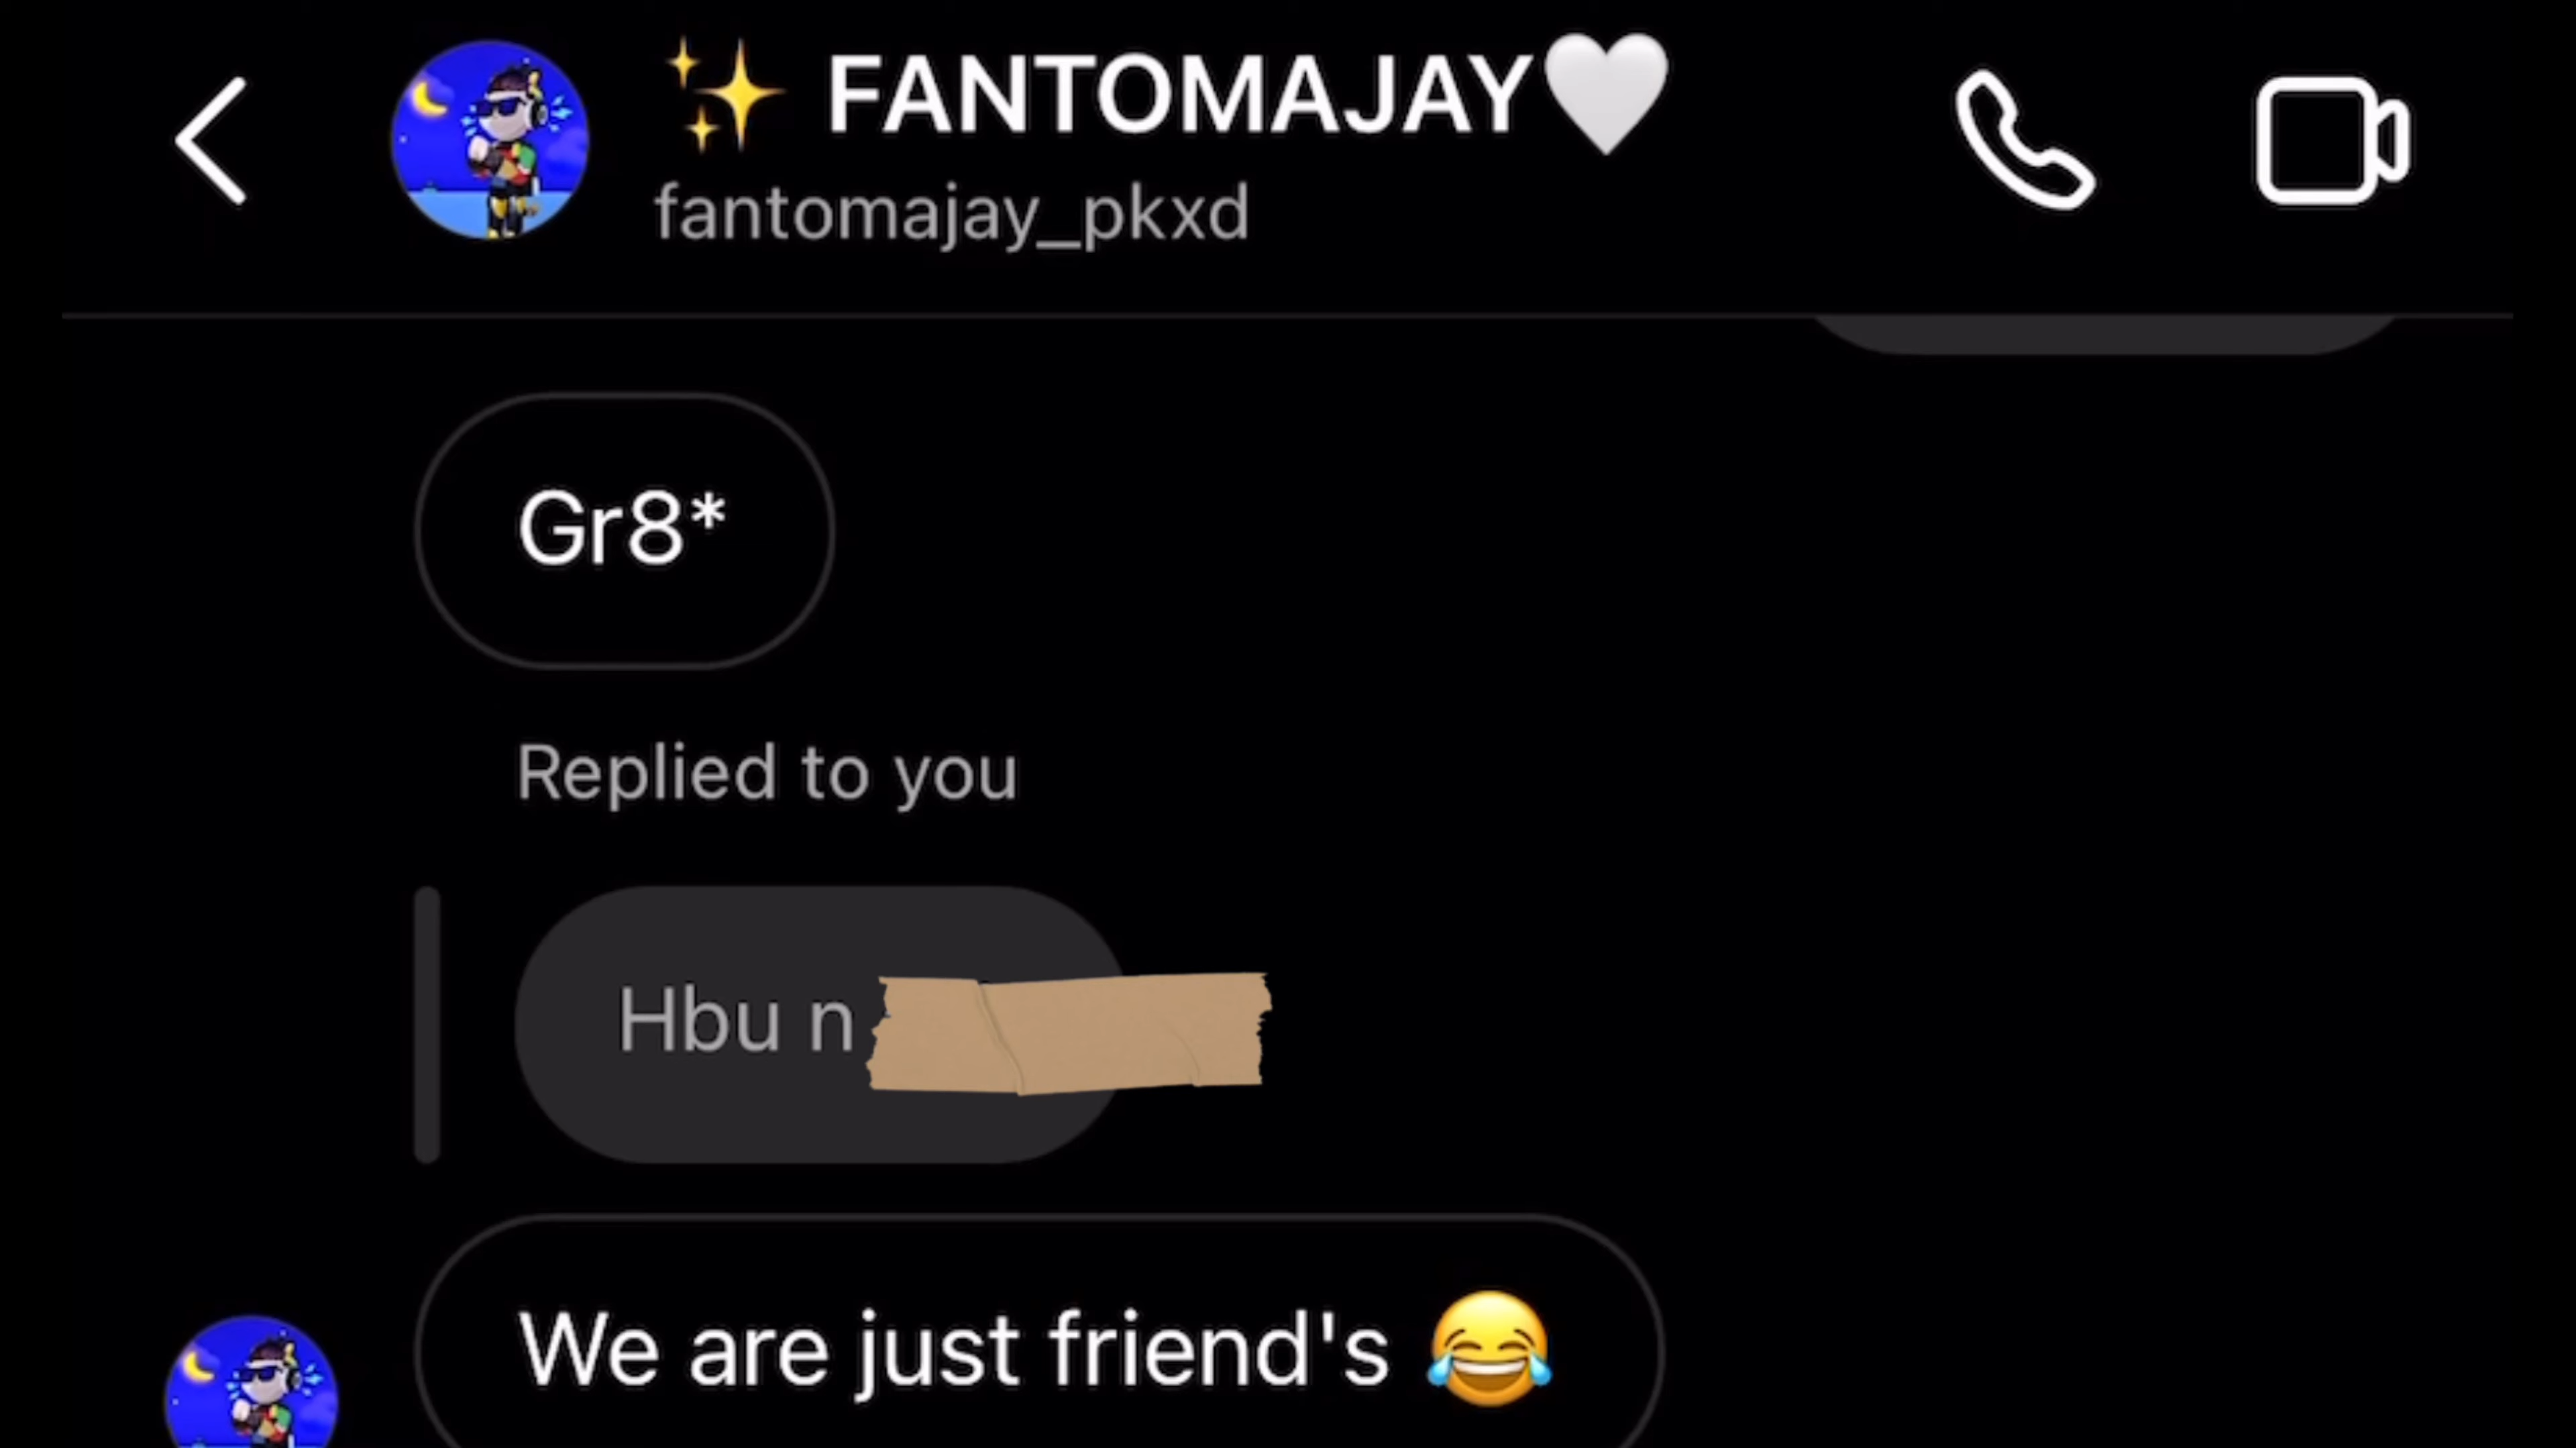 ✨ FANTOMAJAY🤍
fantomajay_pkxd
Gr8*
Replied to you
Hbu n
We are just friend's 😂